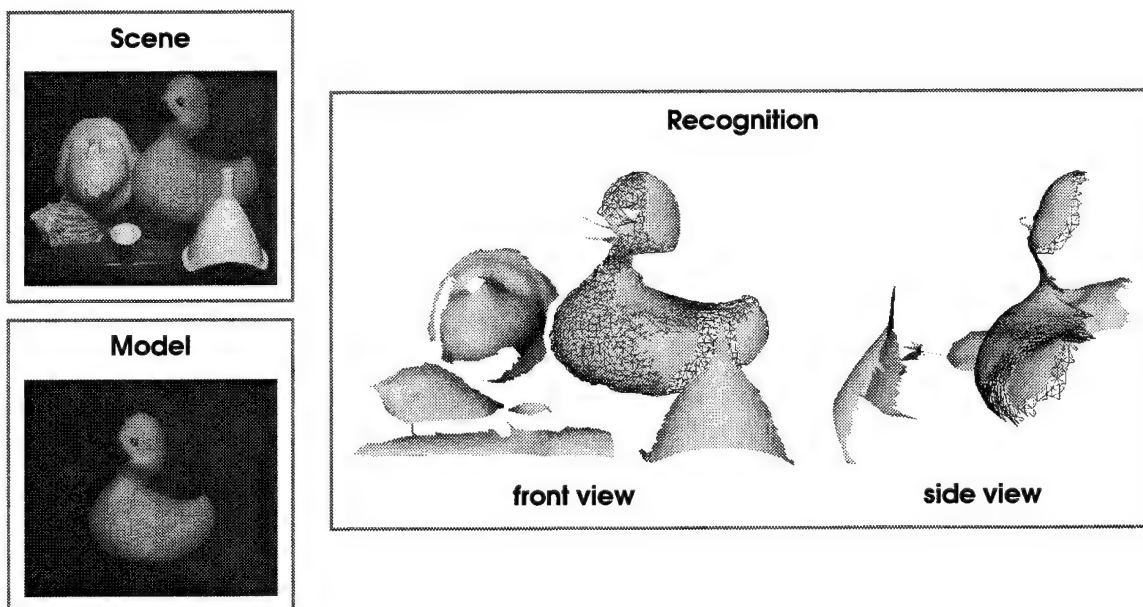 Scene
Model
Recognition
front view
side view